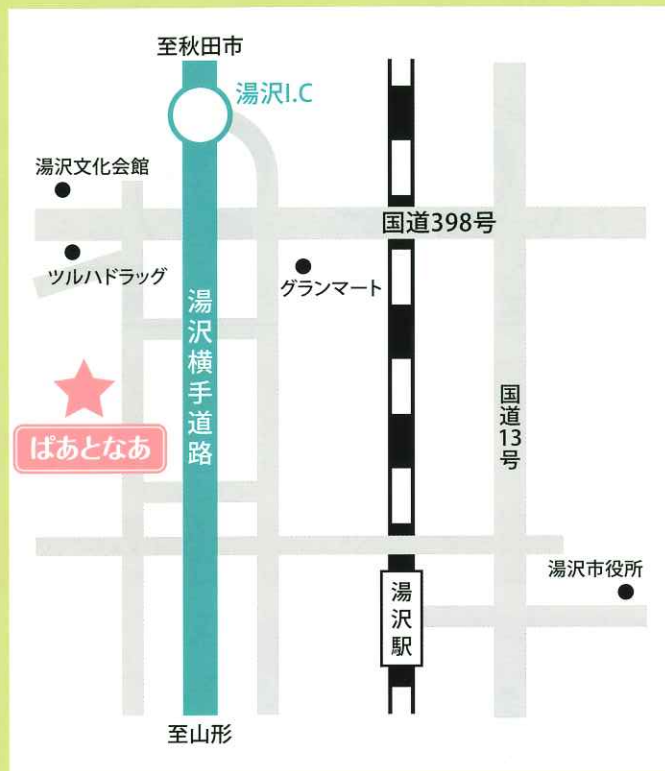 至秋田市
湯沢I.C
湯沢文化会館
国道398号
ツルハドラッグ
グランマート
湯沢横手道路
ぱあとなあ
国道13号
湯沢市役所
湯沢駅
至山形